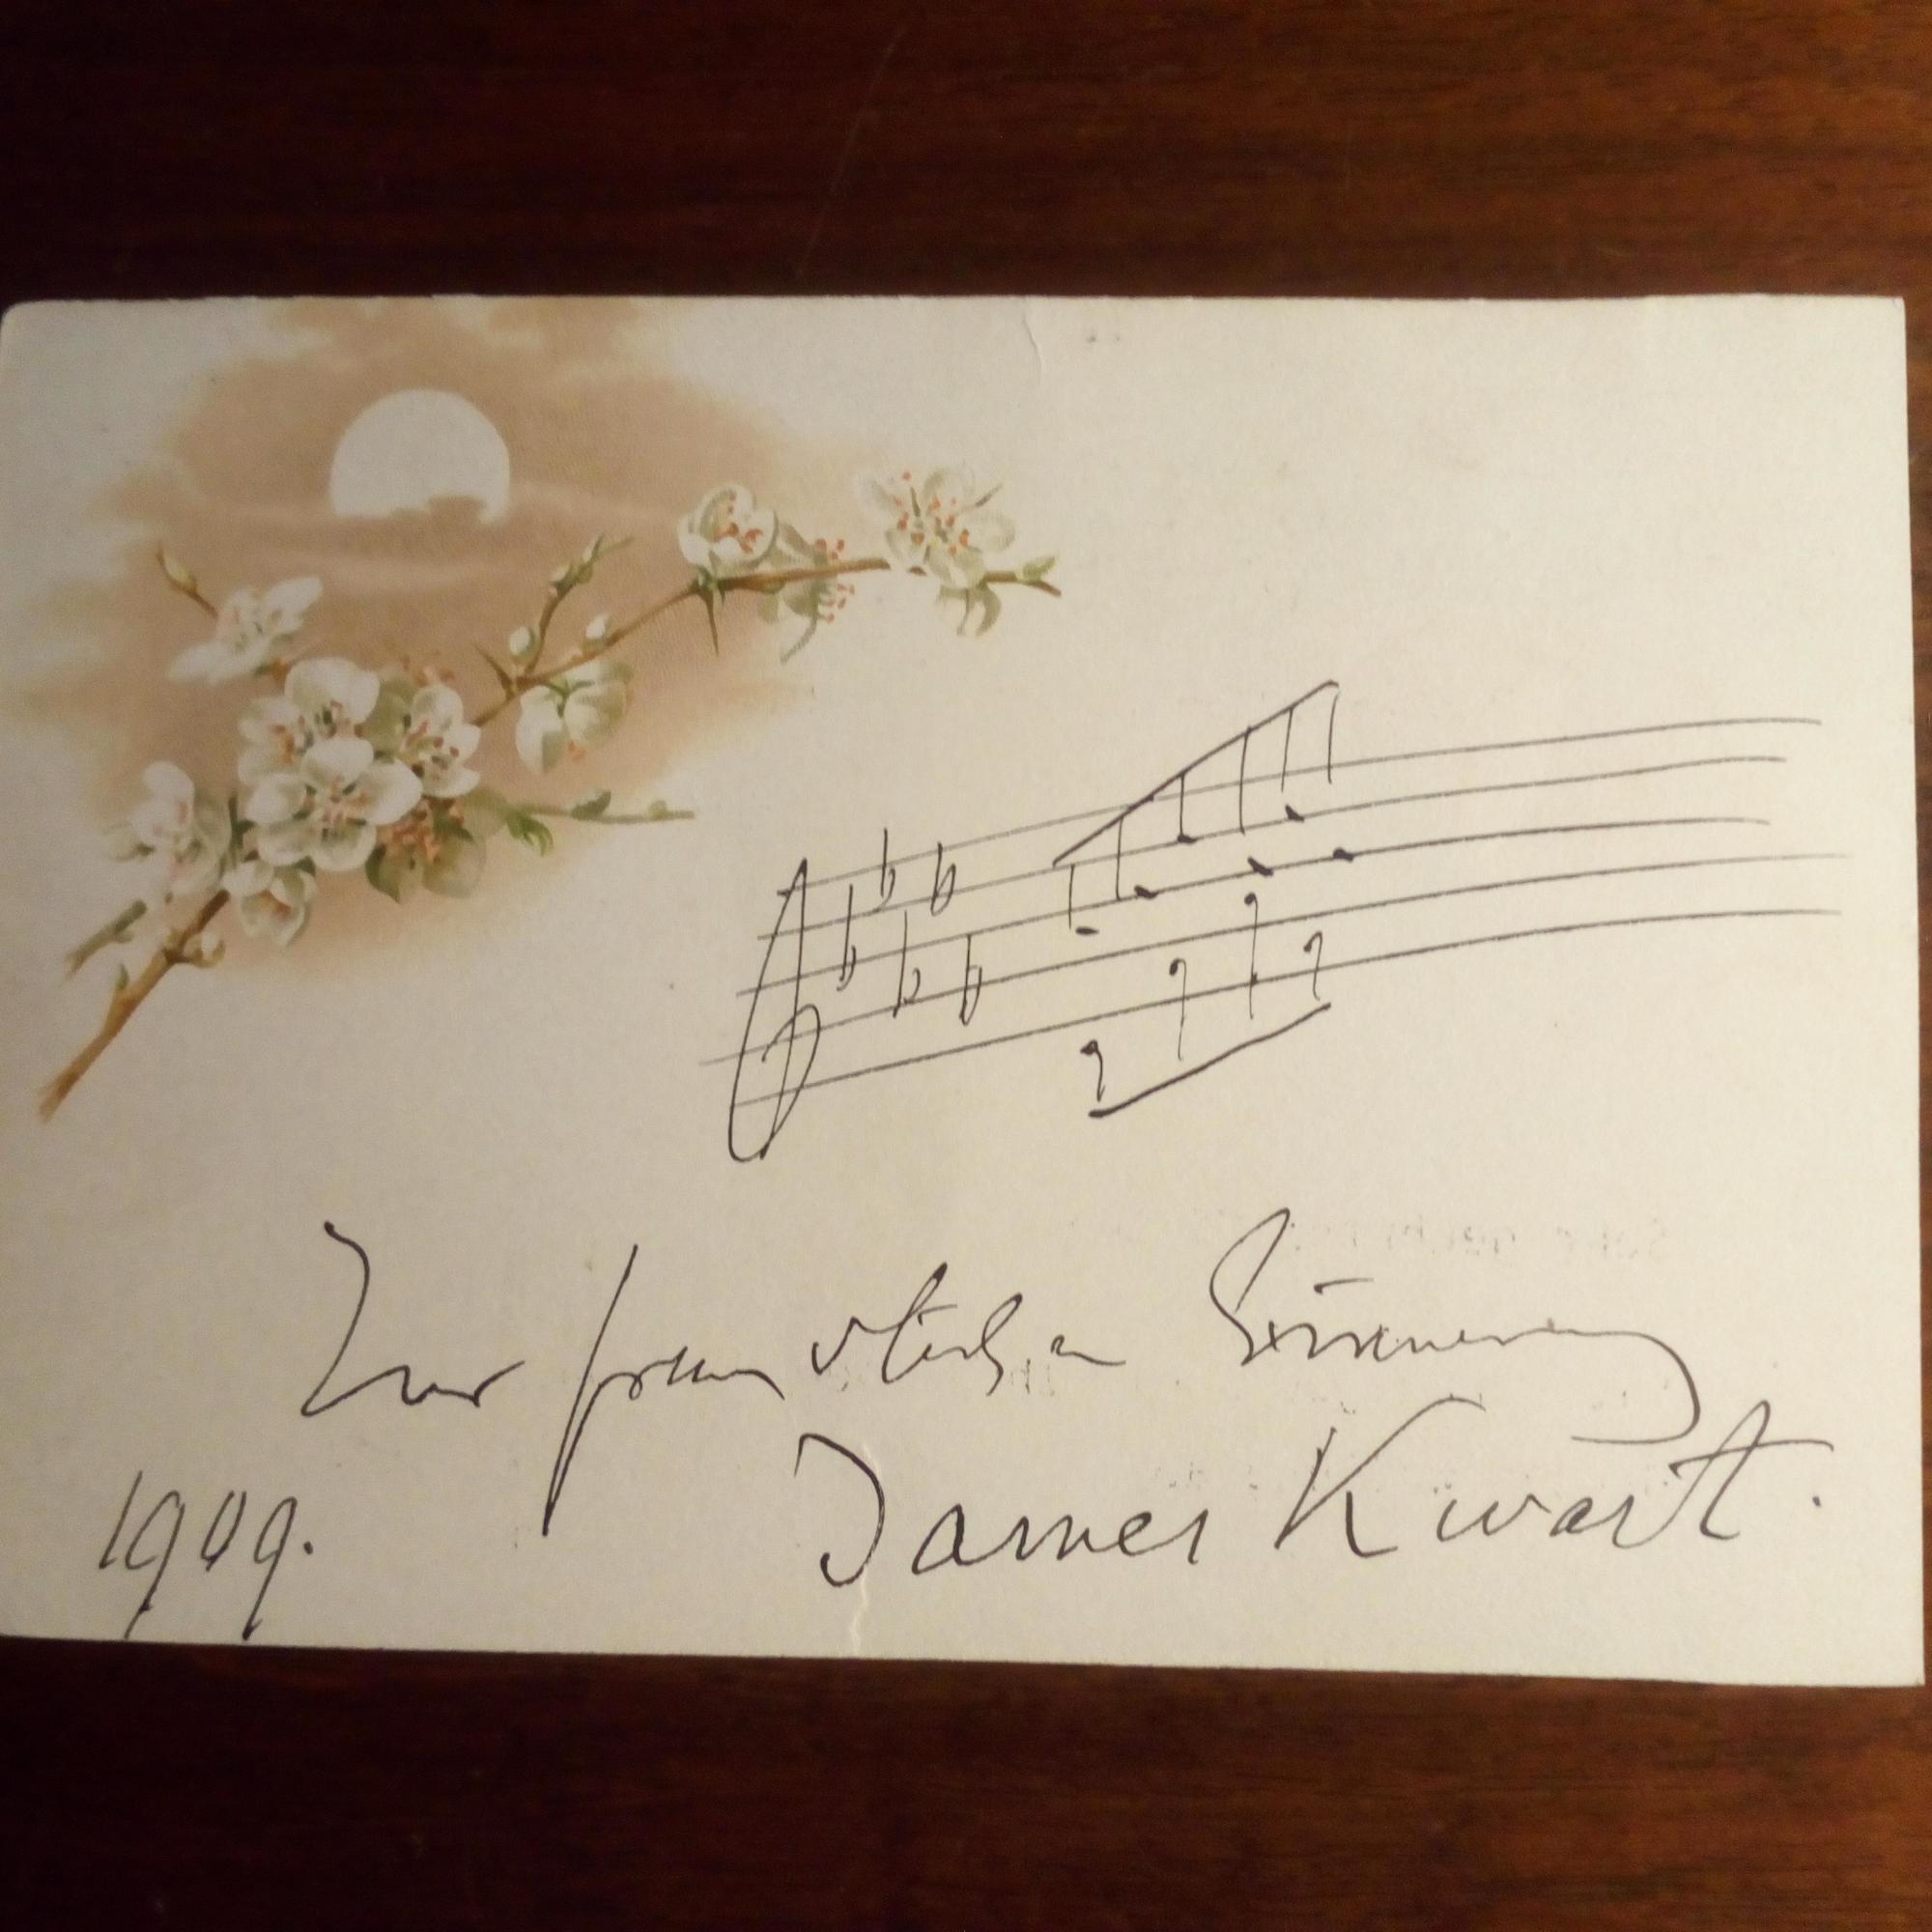 Zur freundlichen Erinnerung
James Kwast.
1909.